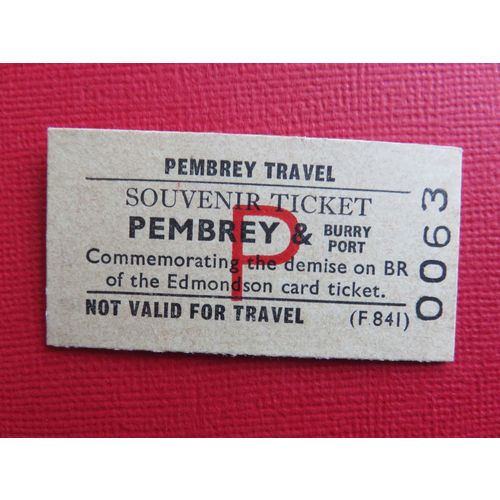 PEMBREY TRAVEL
SOUVENIR TICKET
PEMBREY & BURRY PORT
Commemorating the demise on BR
of the Edmondson card ticket.
NOT VALID FOR TRAVEL (F 841)
P
0063